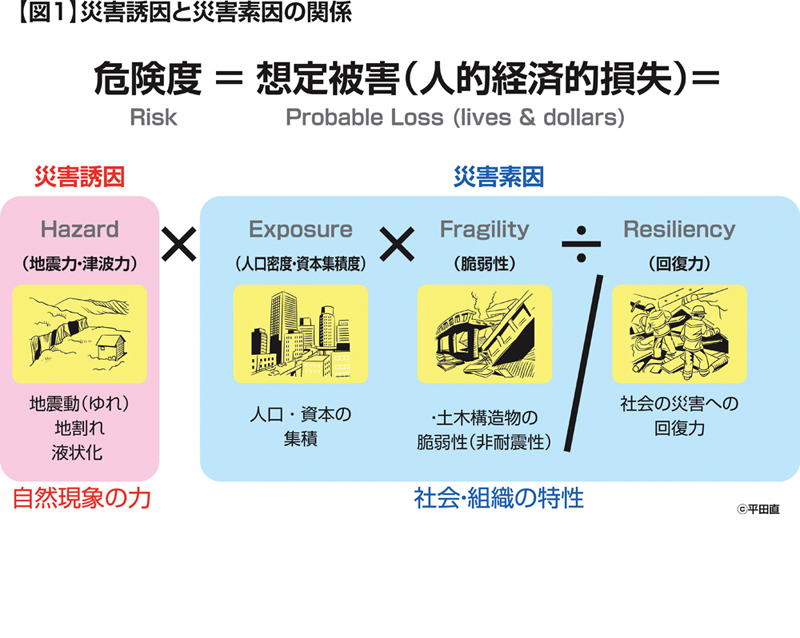 【図1】災害誘因と災害素因の関係
危険度 = 想定被害(人的経済的損失)=
Risk
Probable Loss (lives & dollars)
災害誘因
災害素因
Hazard
×
Exposure
×
Fragility
÷
Resiliency
(地震力・津波力)
(人口密度・資本集積度)
(脆弱性)
(回復力)
地震動(ゆれ)
地割れ
液状化
人口・資本の
集積
・土木構造物の
脆弱性(非耐震性)
社会の災害への
回復力
自然現象の力
社会・組織の特性
©平田直